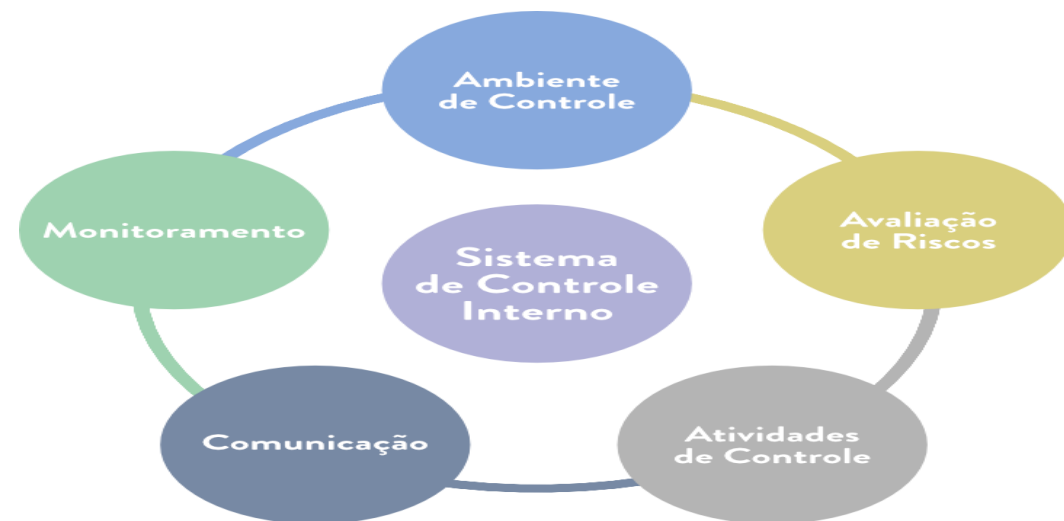 Ambiente
de Controle
Avaliação
de Riscos
Monitoramento
Sistema
de Controle
Interno
Comunicação
Atividades
de Controle